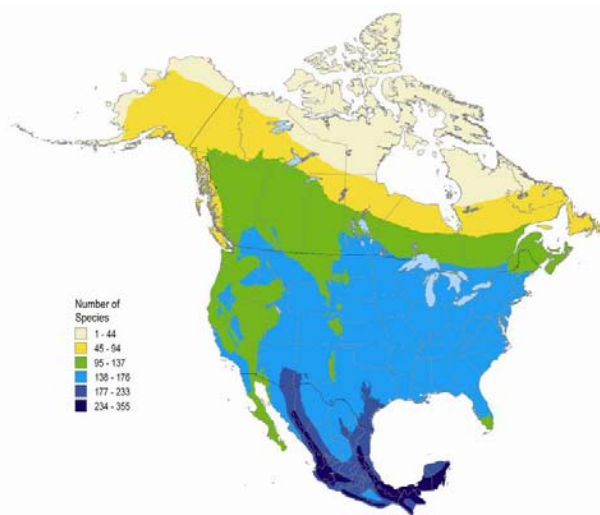 Number of
Species
1 - 44
45 - 94
95 - 137
138 - 176
177 - 233
234 - 355